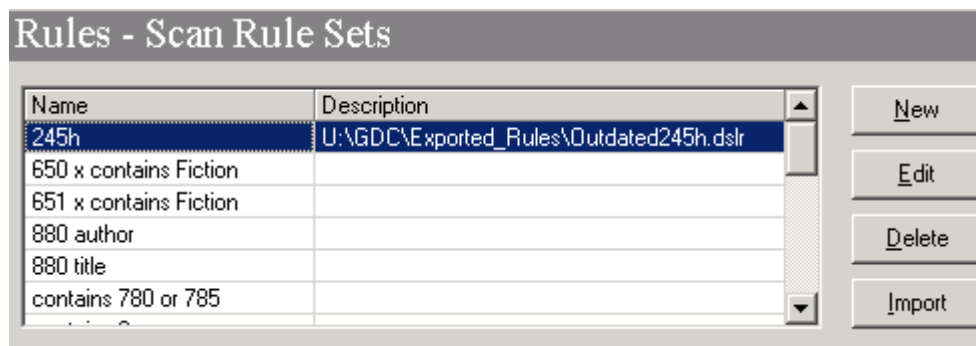 Rules - Scan Rule Sets
Name Description
245h U:\GDC\Exported_Rules\Outdated245h.dslr
650 x contains Fiction
651 x contains Fiction
880 author
880 title
contains 780 or 785
New
Edit
Delete
Import